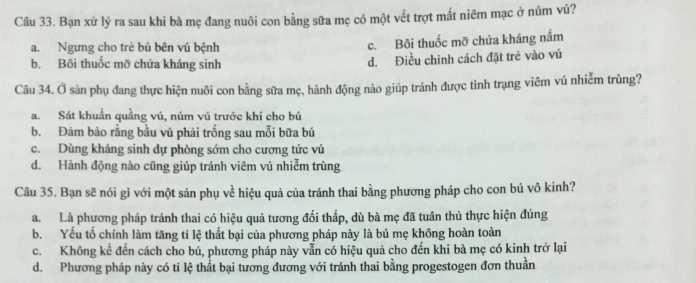 Câu 33. Bạn xử lý ra sau khi bà mẹ đang nuôi con bằng sữa mẹ có một vết trợt mất niêm mạc ở núm vú?
a. Ngưng cho trẻ bú bên vú bệnh
c. Bôi thuốc mỡ chứa kháng nấm
b. Bôi thuốc mỡ chứa kháng sinh
d. Điều chỉnh cách đặt trẻ vào vú
Câu 34. Ở sản phụ đang thực hiện nuôi con bằng sữa mẹ, hành động nào giúp tránh được tình trạng viêm vú nhiễm trùng?
a. Sát khuẩn quầng vú, núm vú trước khi cho bú
b. Đảm bảo rằng bầu vú phải trống sau mỗi bữa bú
c. Dùng kháng sinh dự phòng sớm cho cương tức vú
d. Hành động nào cũng giúp tránh viêm vú nhiễm trùng
Câu 35. Bạn sẽ nói gì với một sản phụ về hiệu quả của tránh thai bằng phương pháp cho con bú vô kinh?
a. Là phương pháp tránh thai có hiệu quả tương đối thấp, dù bà mẹ đã tuân thủ thực hiện đúng
b. Yếu tố chính làm tăng tỉ lệ thất bại của phương pháp này là bú mẹ không hoàn toàn
c. Không kể đến cách cho bú, phương pháp này vẫn có hiệu quả cho đến khi bà mẹ có kinh trở lại
d. Phương pháp này có tỉ lệ thất bại tương đương với tránh thai bằng progestogen đơn thuần